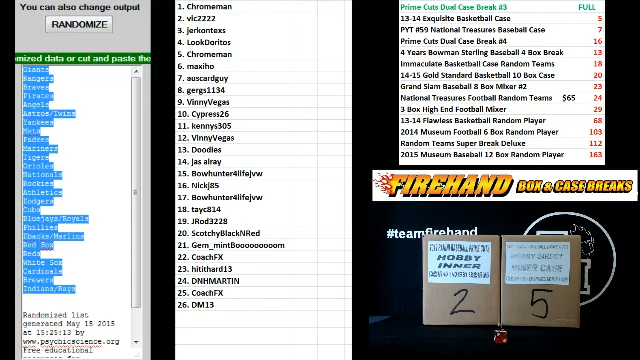 You can also change output
RANDOMIZE
omized data or cut and paste the
Giants
Rangers
Braves
Pirates
Angels
Astros/Twins
Yankees
Mets
Padres
Mariners
Tigers
Orioles
Nationals
Rockies
Athletics
Dodgers
Cubs
Bluejays/Royals
Phillies
Dbacks/Marlins
Red Sox
Reds
White Sox
Cardinals
Brewers
Indians/Rays
Randomized list
generated May 15 2015
at 15:25:13 by
www.psychicscience.org
Free educational
1. Chromeman
2. vlc2222
3. jerkontexs
4. LookDoritos
5. Chromeman
6. maxiho
7. auscardguy
8. gergs1134
9. VinnyVegas
10. Cypress26
11. kennys305
12. VinnyVegas
13. Doodles
14. jas alray
15. Bowhunter4lifejvw
16. Nickj85
17. Bowhunter4lifejvw
18. tayc814
19. JRod3228
20. ScotchyBlackNRed
21. Gem_mintBooooooooom
22. CoachFX
23. hitithard13
24. DNHMARTIN
25. CoachFX
26. DM13
Prime Cuts Dual Case Break #3 FULL
13-14 Exquisite Basketball Case 5
PYT #59 National Treasures Baseball Case 7
Prime Cuts Dual Case Break #4 16
4 Years Bowman Sterling Baseball 4 Box Break 13
Immaculate Basketball Case Random Teams 18
14-15 Gold Standard Basketball 10 Box Case 20
Grand Slam Baseball 8 Box Mixer #2 23
National Treasures Football Random Teams $65 24
3 Box High End Football Mixer 29
13-14 Flawless Basketball Random Player 68
2014 Museum Football 6 Box Random Player 103
Random Teams Super Break Deluxe 112
2015 Museum Baseball 12 Box Random Player 163
FIREHAND BOX & CASE BREAKS
#teamfirehand
HOBBY
INNER
2
5